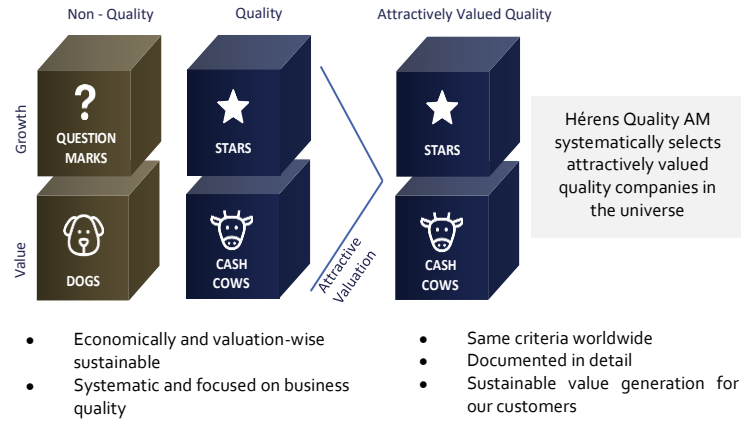 Non - Quality
Quality
Attractively Valued Quality
Growth
?
QUESTION
MARKS
STARS
STARS
Hérens Quality AM
systematically selects
attractively valued
quality companies in
the universe
Value
DOGS
CASH
COWS
Attractive
Valuation
CASH
COWS
• Economically and valuation-wise
sustainable
• Systematic and focused on business
quality
• Same criteria worldwide
• Documented in detail
• Sustainable value generation for
our customers